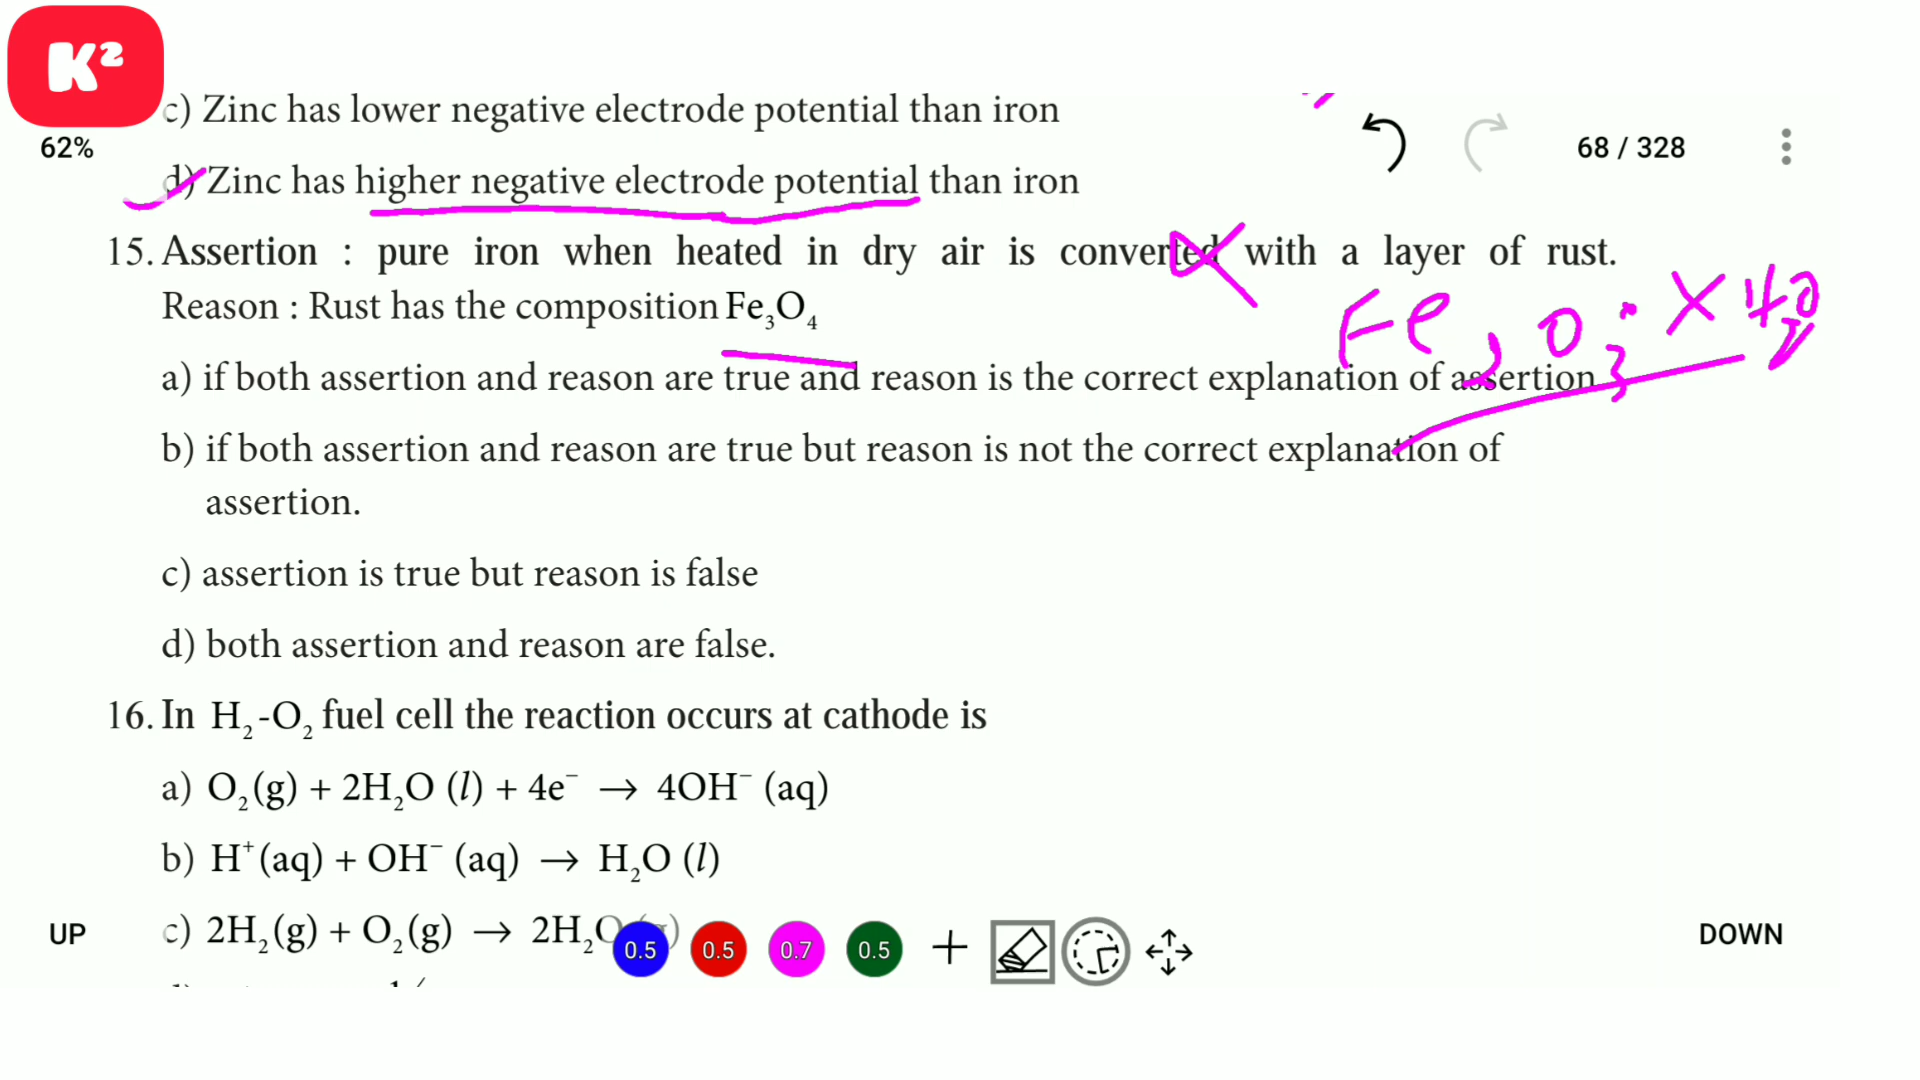 K²
c) Zinc has lower negative electrode potential than iron
62%
68 / 328
d) Zinc has higher negative electrode potential than iron
15. Assertion : pure iron when heated in dry air is converted with a layer of rust.
Reason : Rust has the composition Fe₃O₄
Fe₂O₃·xH₂O
a) if both assertion and reason are true and reason is the correct explanation of assertion.
b) if both assertion and reason are true but reason is not the correct explanation of
assertion.
c) assertion is true but reason is false
d) both assertion and reason are false.
16. In H₂-O₂ fuel cell the reaction occurs at cathode is
a) O₂(g) + 2H₂O (l) + 4e⁻ → 4OH⁻ (aq)
b) H⁺(aq) + OH⁻ (aq) → H₂O (l)
UP
c) 2H₂(g) + O₂(g) → 2H₂O (g)
0.5 0.5 0.7 0.5 +
DOWN